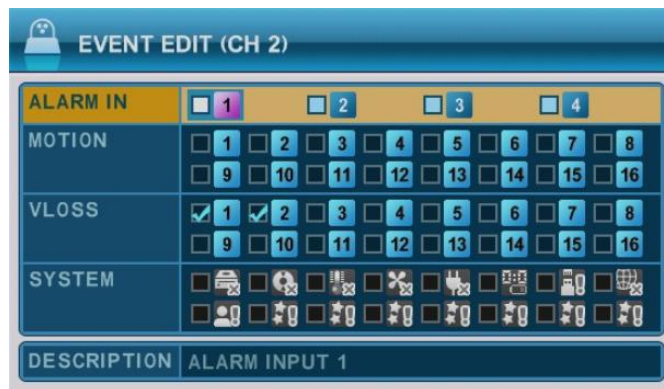 EVENT EDIT (CH 2)
ALARM IN 1 2 3 4
MOTION 1 2 3 4 5 6 7 8
9 10 11 12 13 14 15 16
VLOSS 1 2 3 4 5 6 7 8
9 10 11 12 13 14 15 16
SYSTEM
DESCRIPTION ALARM INPUT 1